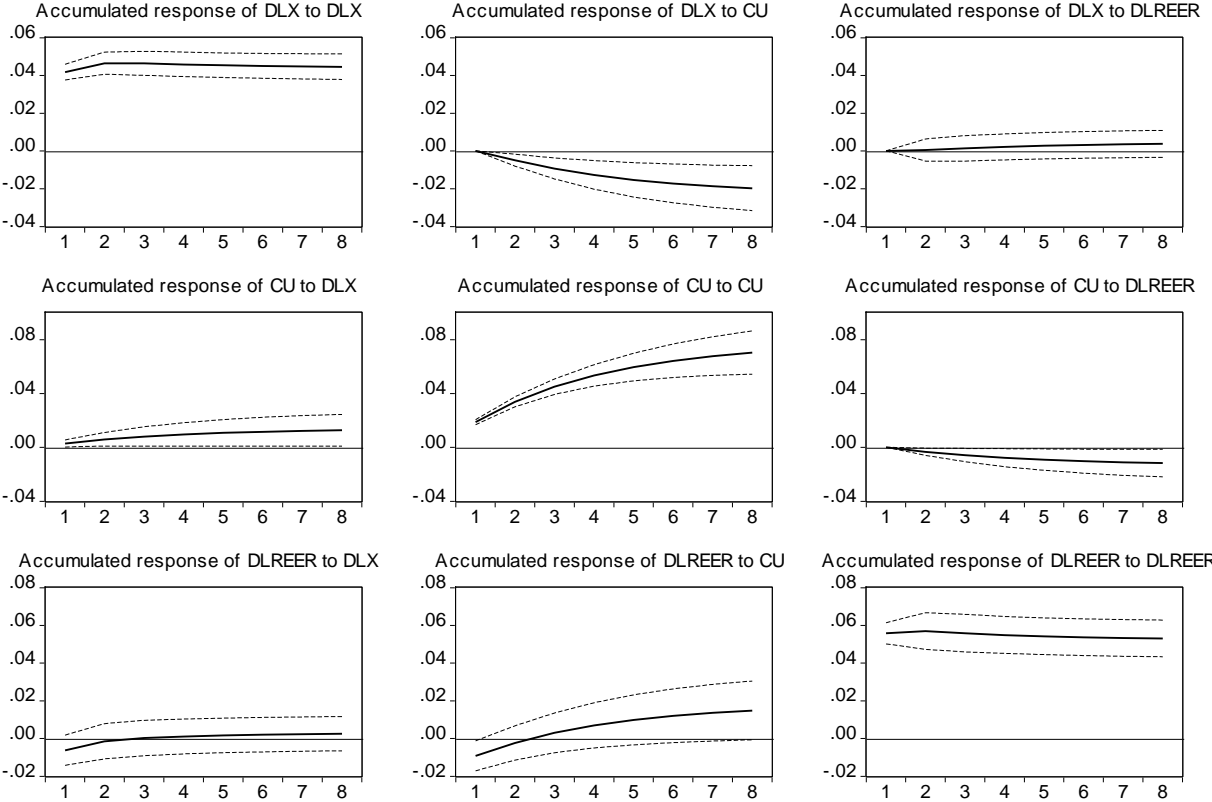 Accumulated response of DLX to DLX
.06
.04
.02
.00
-.02
-.04
1 2 3 4 5 6 7 8
Accumulated response of DLX to CU
.06
.04
.02
.00
-.02
-.04
1 2 3 4 5 6 7 8
Accumulated response of DLX to DLREER
.06
.04
.02
.00
-.02
-.04
1 2 3 4 5 6 7 8
Accumulated response of CU to DLX
.08
.04
.00
-.04
1 2 3 4 5 6 7 8
Accumulated response of CU to CU
.08
.04
.00
-.04
1 2 3 4 5 6 7 8
Accumulated response of CU to DLREER
.08
.04
.00
-.04
1 2 3 4 5 6 7 8
Accumulated response of DLREER to DLX
.08
.06
.04
.02
.00
-.02
1 2 3 4 5 6 7 8
Accumulated response of DLREER to CU
.08
.06
.04
.02
.00
-.02
1 2 3 4 5 6 7 8
Accumulated response of DLREER to DLREER
.08
.06
.04
.02
.00
-.02
1 2 3 4 5 6 7 8